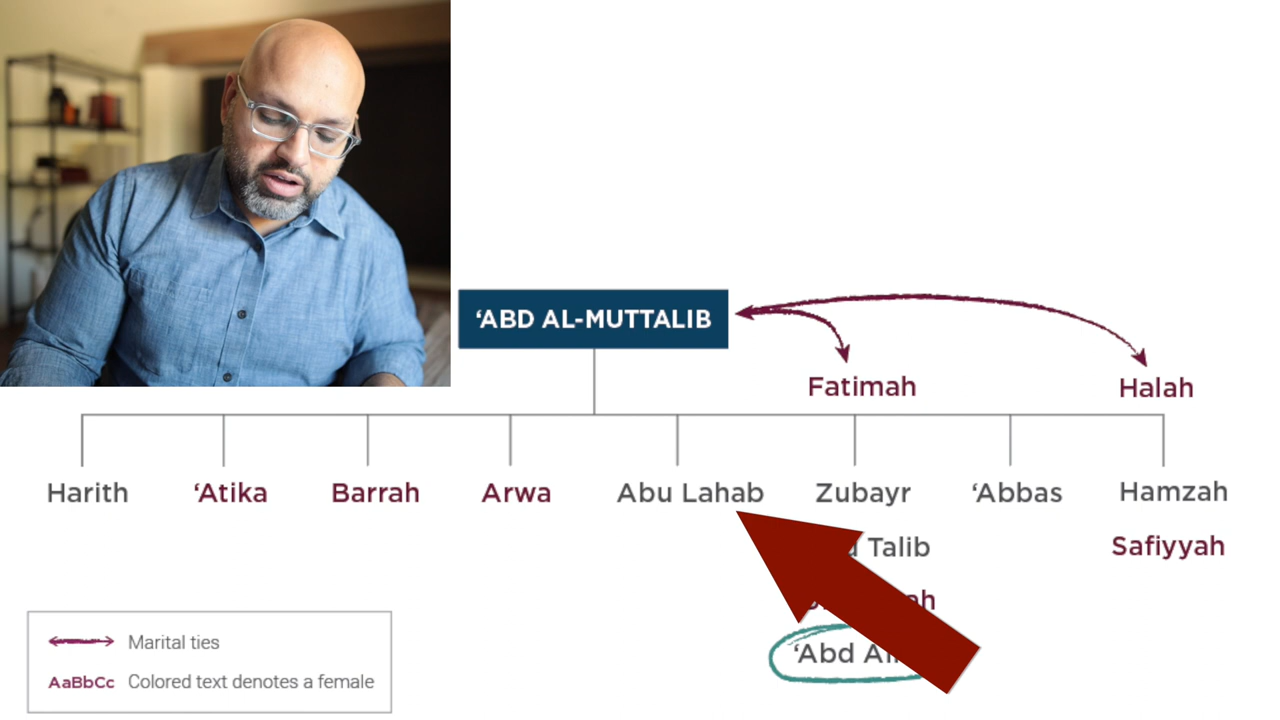 ‘ABD AL-MUTTALIB
Fatimah Halah
Harith ‘Atika Barrah Arwa Abu Lahab Zubayr ‘Abbas Hamzah
Talib Safiyyah
‘Abd
Marital ties
AaBbCc Colored text denotes a female